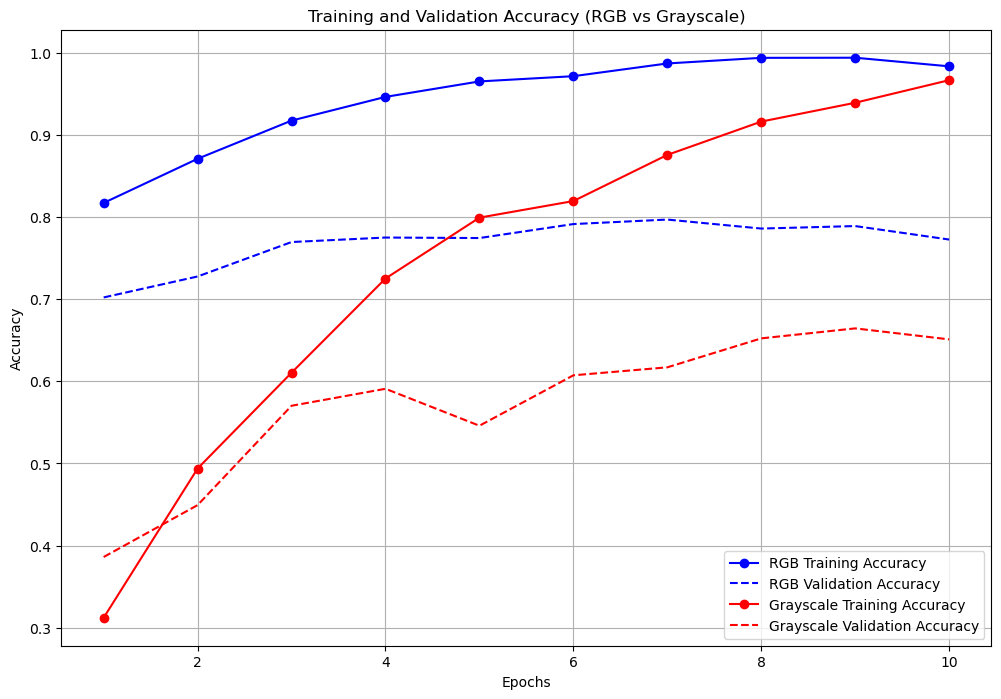 Training and Validation Accuracy (RGB vs Grayscale)
1.0
0.9
0.8
0.7
0.6
0.5
0.4
0.3
Accuracy
2
4
6
8
10
Epochs
RGB Training Accuracy
RGB Validation Accuracy
Grayscale Training Accuracy
Grayscale Validation Accuracy